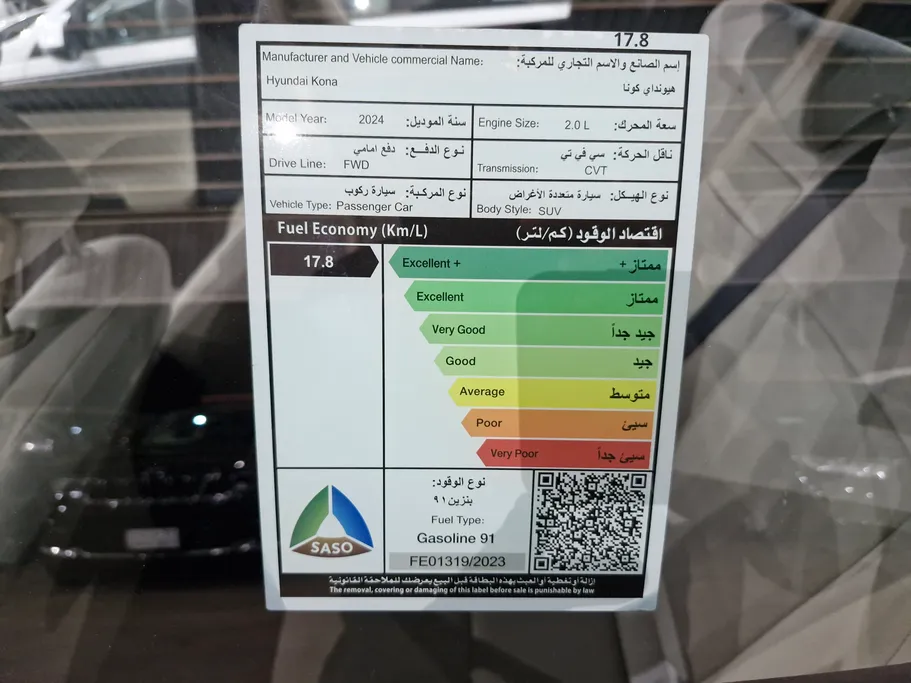 17.8
Manufacturer and Vehicle commercial Name: إسم الصانع والاسم التجاري للمركبة:
Hyundai Kona هيونداي كونا
Model Year: 2024 سنة الموديل:
Engine Size: 2.0 L سعة المحرك:
نوع الدفع: دفع امامي
Drive Line: FWD
ناقل الحركة: سي في تي
Transmission: CVT
نوع المركبة: سيارة ركوب
Vehicle Type: Passenger Car
نوع الهيكل: سيارة متعددة الأغراض
Body Style: SUV
Fuel Economy (Km/L) اقتصاد الوقود (كم/لتر)
17.8
Excellent + ممتاز +
Excellent ممتاز
Very Good جيد جداً
Good جيد
Average متوسط
Poor سيئ
Very Poor سيئ جداً
SASO
نوع الوقود:
بنزين ٩١
Fuel Type:
Gasoline 91
FE01319/2023
إزالة أو تغطية أو العبث بهذه البطاقة قبل البيع يعرضك للملاحقة القانونية
The removal, covering or damaging of this label before sale is punishable by law